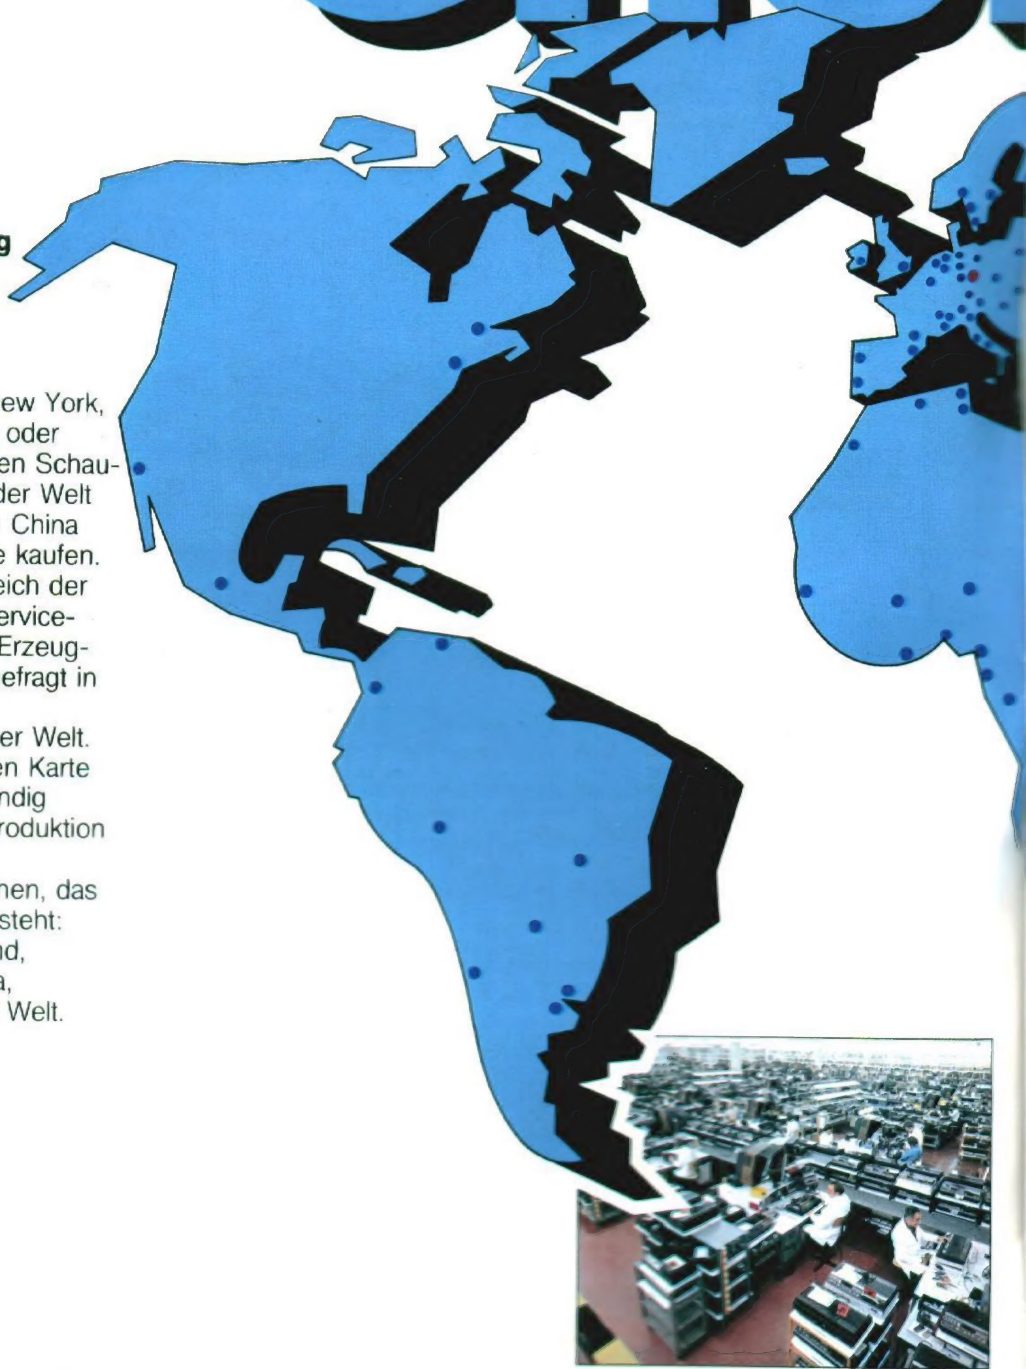 g
ew York,
oder
en Schau-
der Welt
China
e kaufen.
eich der
ervice-
Erzeug-
efragt in
er Welt.
en Karte
ndig
roduktion
nen, das
steht:
nd,
a,
Welt.